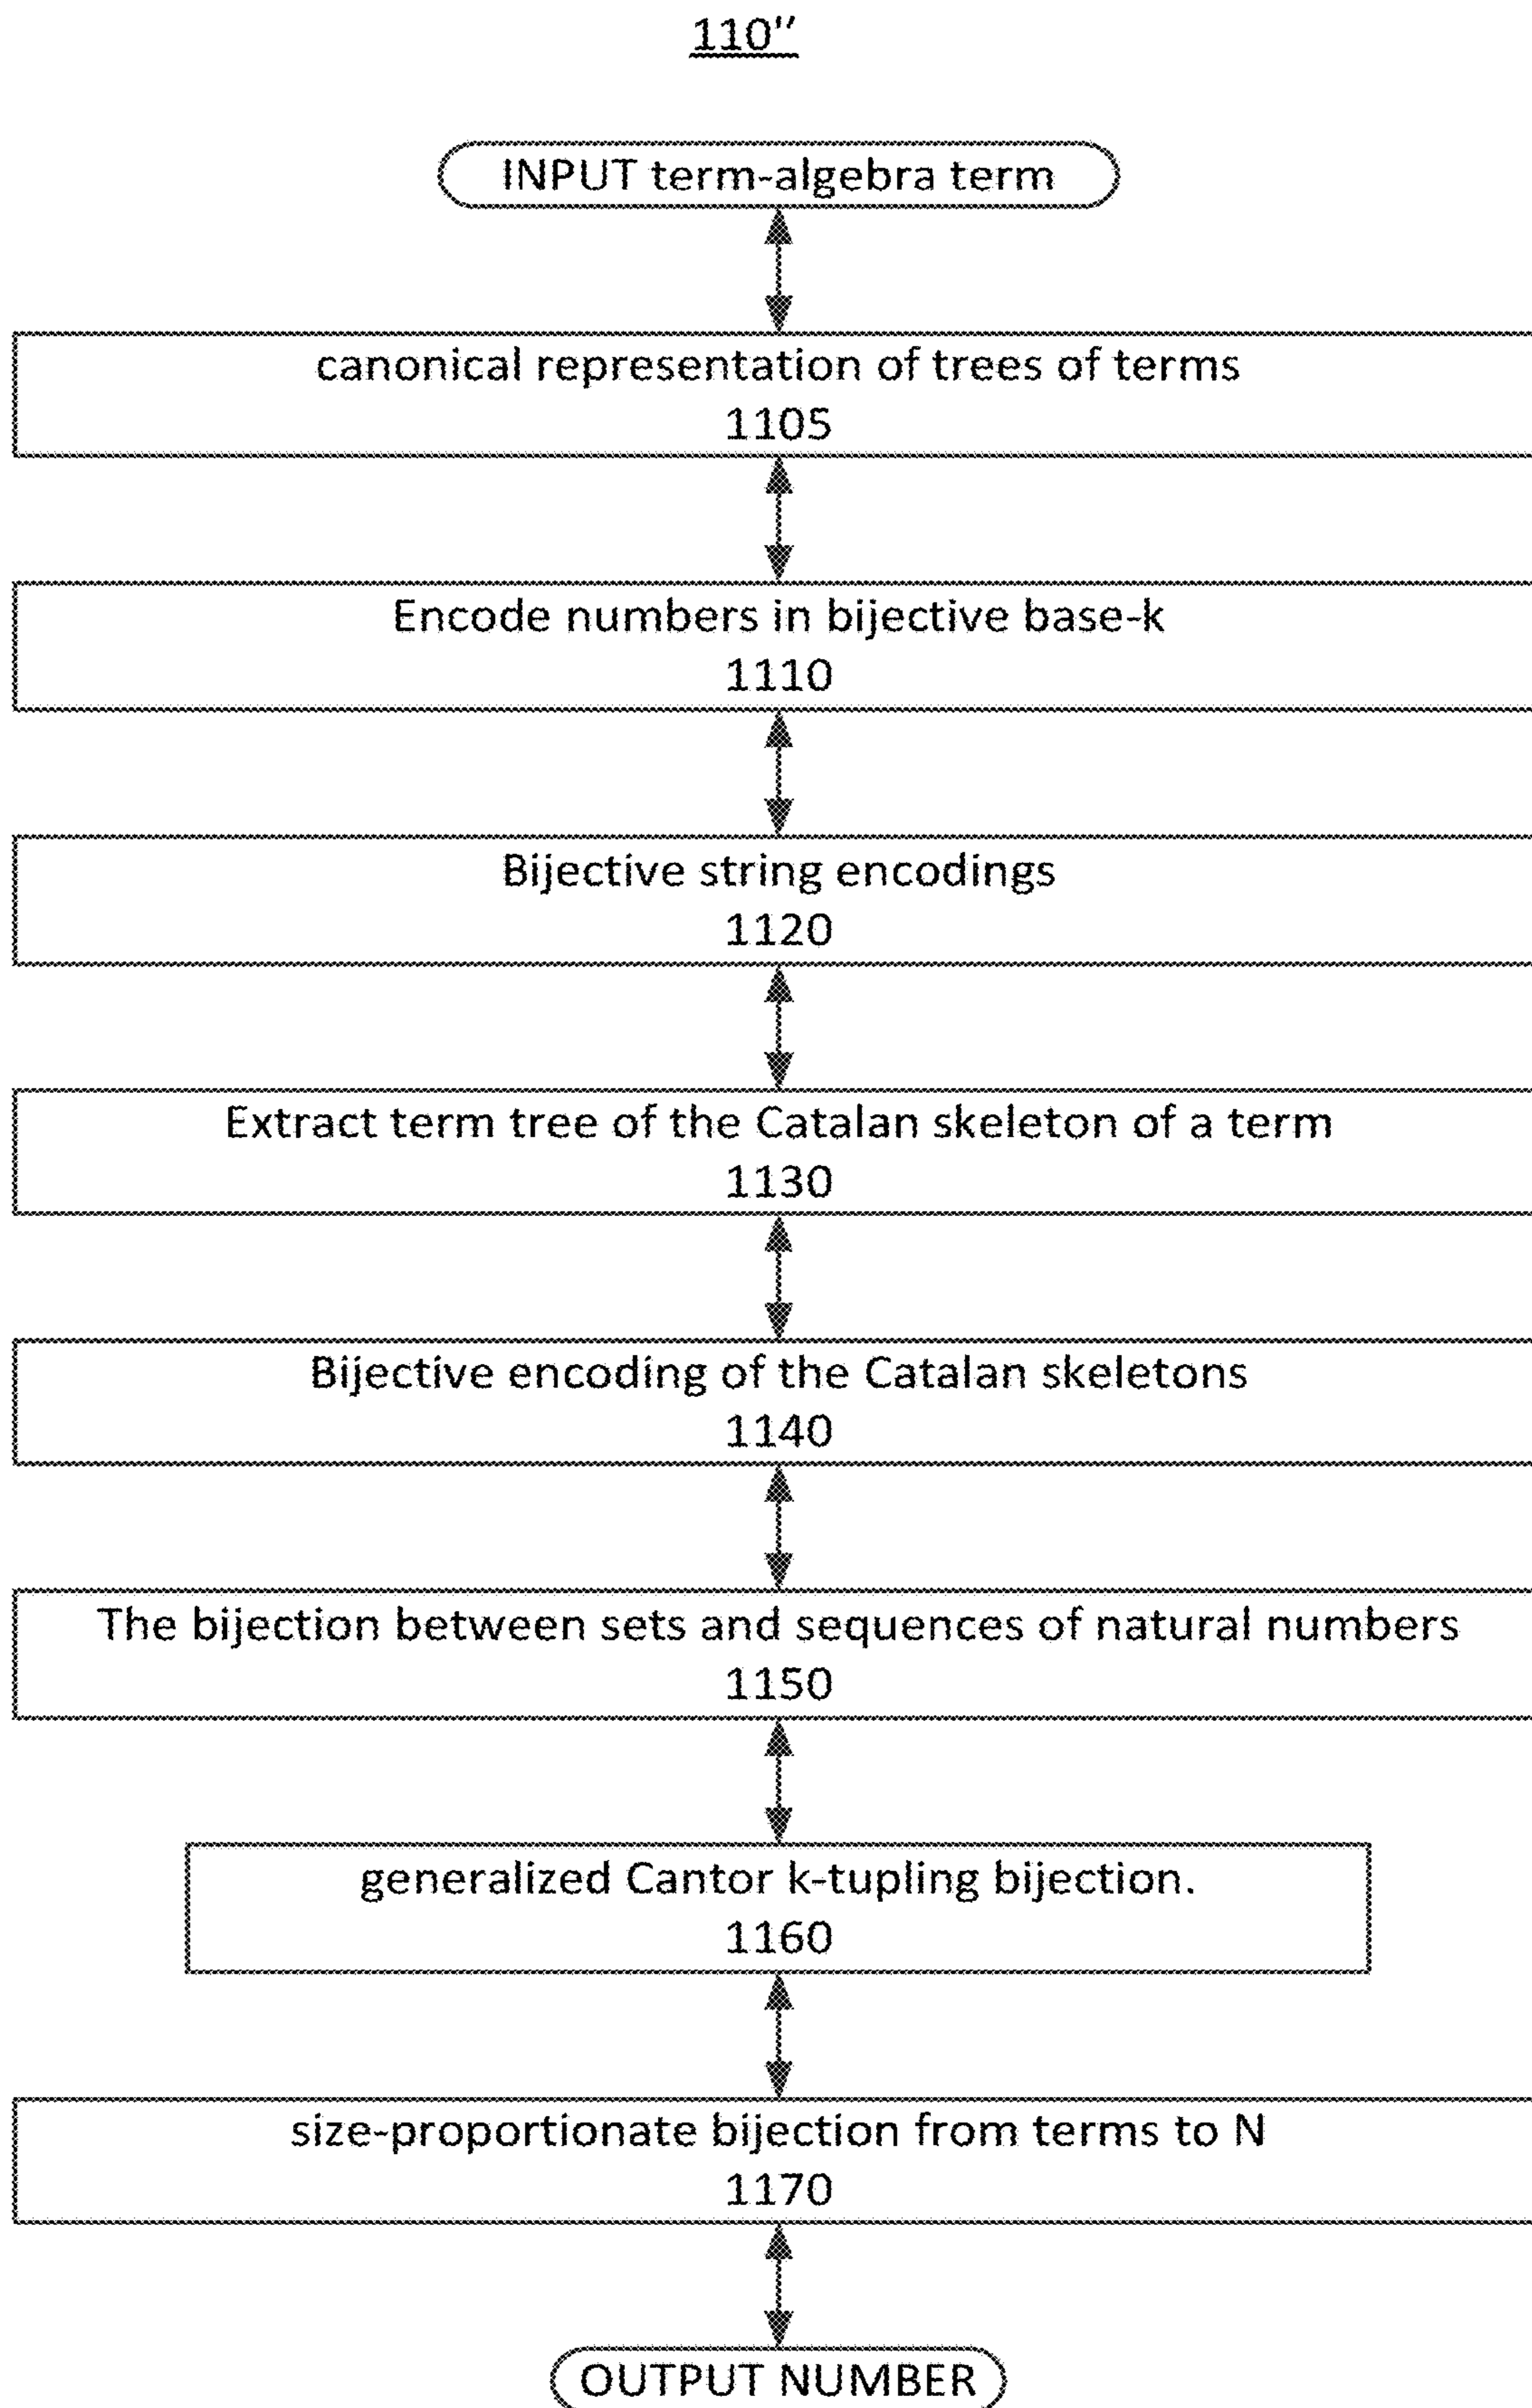 110''
INPUT term-algebra term
canonical representation of trees of terms
1105
Encode numbers in bijective base-k
1110
Bijective string encodings
1120
Extract term tree of the Catalan skeleton of a term
1130
Bijective encoding of the Catalan skeletons
1140
The bijection between sets and sequences of natural numbers
1150
generalized Cantor k-tupling bijection.
1160
size-proportionate bijection from terms to N
1170
OUTPUT NUMBER